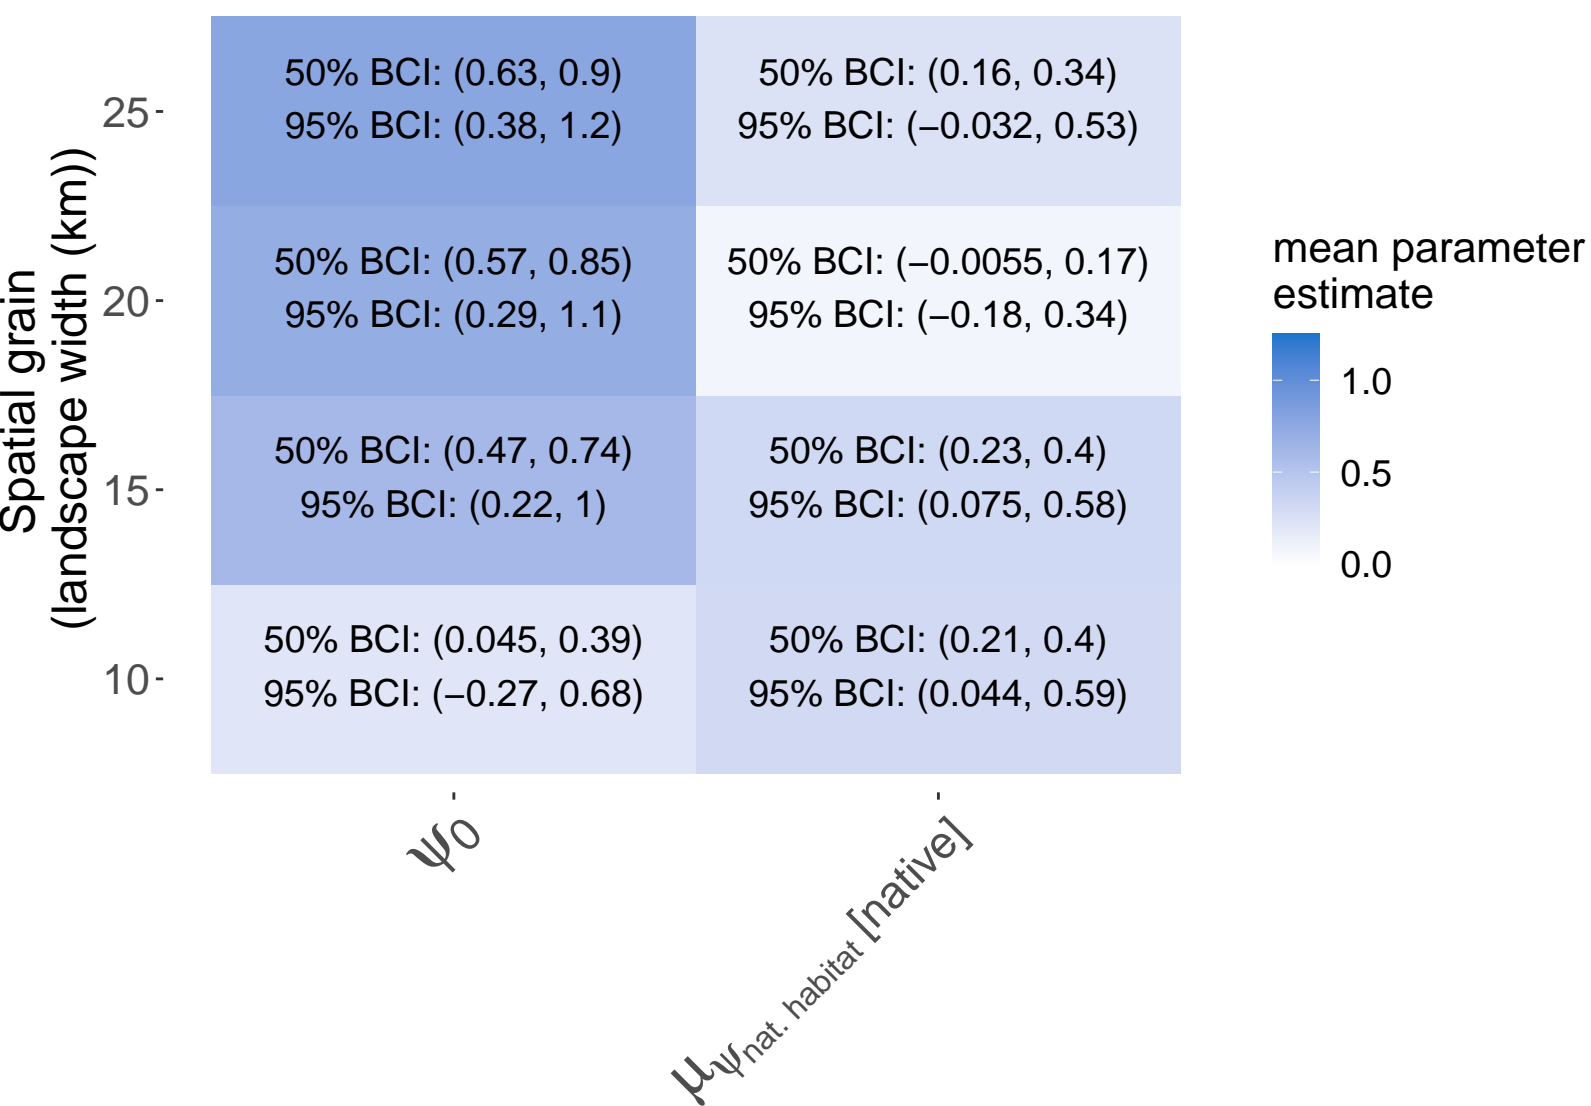 Spatial grain
(landscape width (km))
25
20
15
10
50% BCI: (0.63, 0.9)
95% BCI: (0.38, 1.2)
50% BCI: (0.16, 0.34)
95% BCI: (−0.032, 0.53)
50% BCI: (0.57, 0.85)
95% BCI: (0.29, 1.1)
50% BCI: (−0.0055, 0.17)
95% BCI: (−0.18, 0.34)
50% BCI: (0.47, 0.74)
95% BCI: (0.22, 1)
50% BCI: (0.23, 0.4)
95% BCI: (0.075, 0.58)
50% BCI: (0.045, 0.39)
95% BCI: (−0.27, 0.68)
50% BCI: (0.21, 0.4)
95% BCI: (0.044, 0.59)
ψ0
μψnat. habitat [native]
mean parameter
estimate
1.0
0.5
0.0